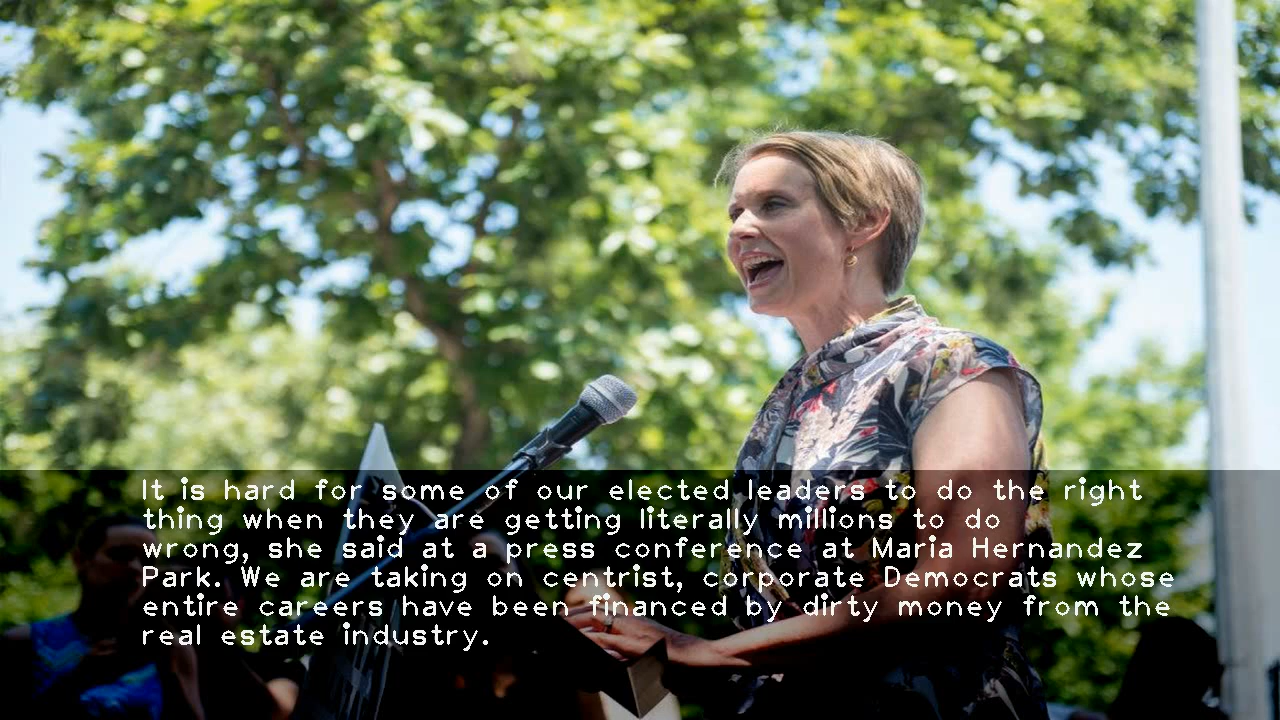 It is hard for some of our elected leaders to do the right
thing when they are getting literally millions to do
wrong, she said at a press conference at Maria Hernandez
Park. We are taking on centrist, corporate Democrats whose
entire careers have been financed by dirty money from the
real estate industry.